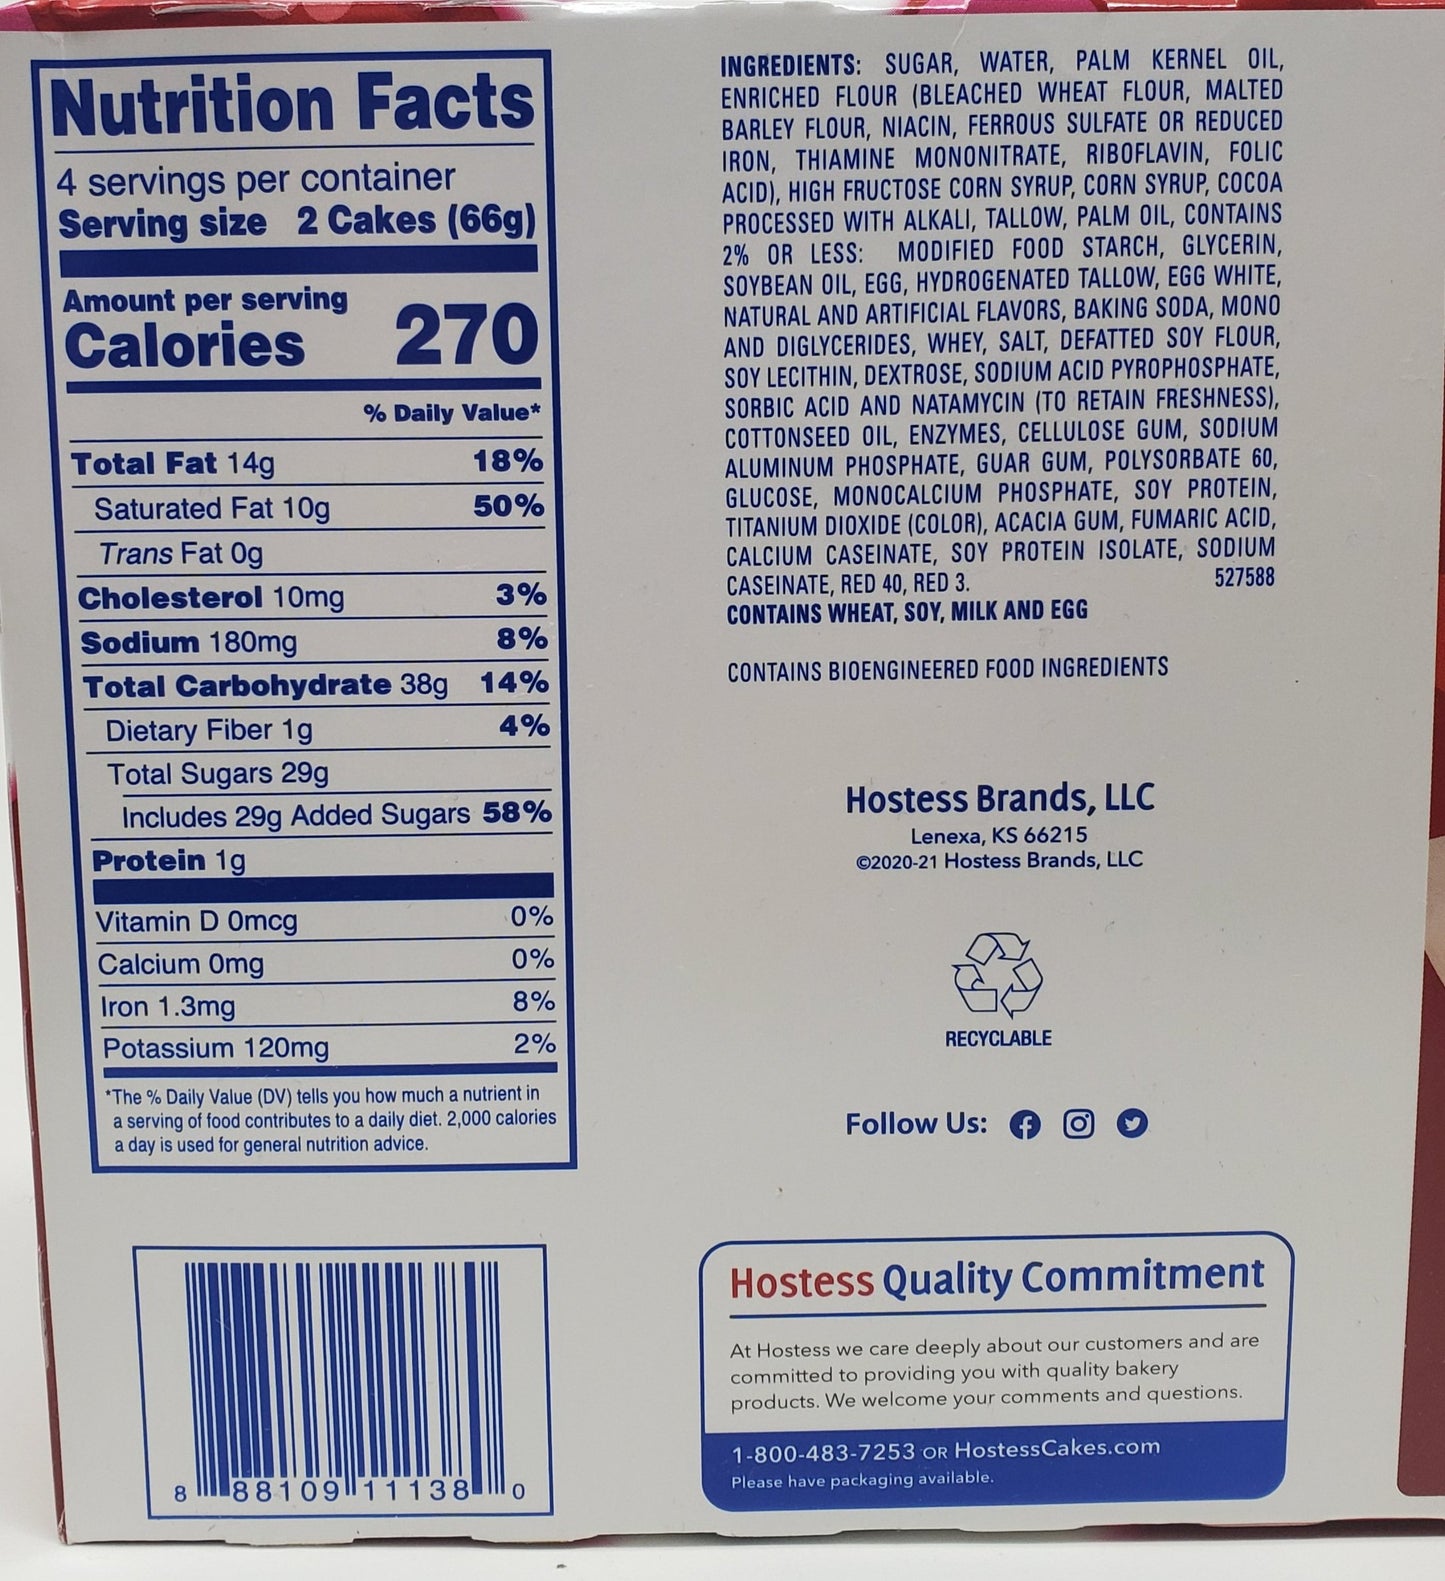 Nutrition Facts
4 servings per container
Serving size 2 Cakes (66g)
Amount per serving
Calories 270
% Daily Value*
Total Fat 14g 18%
Saturated Fat 10g 50%
Trans Fat 0g
Cholesterol 10mg 3%
Sodium 180mg 8%
Total Carbohydrate 38g 14%
Dietary Fiber 1g 4%
Total Sugars 29g
Includes 29g Added Sugars 58%
Protein 1g
Vitamin D 0mcg 0%
Calcium 0mg 0%
Iron 1.3mg 8%
Potassium 120mg 2%
*The % Daily Value (DV) tells you how much a nutrient in
a serving of food contributes to a daily diet. 2,000 calories
a day is used for general nutrition advice.
8 88109 11138 0
INGREDIENTS: SUGAR, WATER, PALM KERNEL OIL,
ENRICHED FLOUR (BLEACHED WHEAT FLOUR, MALTED
BARLEY FLOUR, NIACIN, FERROUS SULFATE OR REDUCED
IRON, THIAMINE MONONITRATE, RIBOFLAVIN, FOLIC
ACID), HIGH FRUCTOSE CORN SYRUP, CORN SYRUP, COCOA
PROCESSED WITH ALKALI, TALLOW, PALM OIL, CONTAINS
2% OR LESS: MODIFIED FOOD STARCH, GLYCERIN,
SOYBEAN OIL, EGG, HYDROGENATED TALLOW, EGG WHITE,
NATURAL AND ARTIFICIAL FLAVORS, BAKING SODA, MONO
AND DIGLYCERIDES, WHEY, SALT, DEFATTED SOY FLOUR,
SOY LECITHIN, DEXTROSE, SODIUM ACID PYROPHOSPHATE,
SORBIC ACID AND NATAMYCIN (TO RETAIN FRESHNESS),
COTTONSEED OIL, ENZYMES, CELLULOSE GUM, SODIUM
ALUMINUM PHOSPHATE, GUAR GUM, POLYSORBATE 60,
GLUCOSE, MONOCALCIUM PHOSPHATE, SOY PROTEIN,
TITANIUM DIOXIDE (COLOR), ACACIA GUM, FUMARIC ACID,
CALCIUM CASEINATE, SOY PROTEIN ISOLATE, SODIUM
CASEINATE, RED 40, RED 3. 527588
CONTAINS WHEAT, SOY, MILK AND EGG
CONTAINS BIOENGINEERED FOOD INGREDIENTS
Hostess Brands, LLC
Lenexa, KS 66215
©2020-21 Hostess Brands, LLC
RECYCLABLE
Follow Us:
Hostess Quality Commitment
At Hostess we care deeply about our customers and are
committed to providing you with quality bakery
products. We welcome your comments and questions.
1-800-483-7253 OR HostessCakes.com
Please have packaging available.